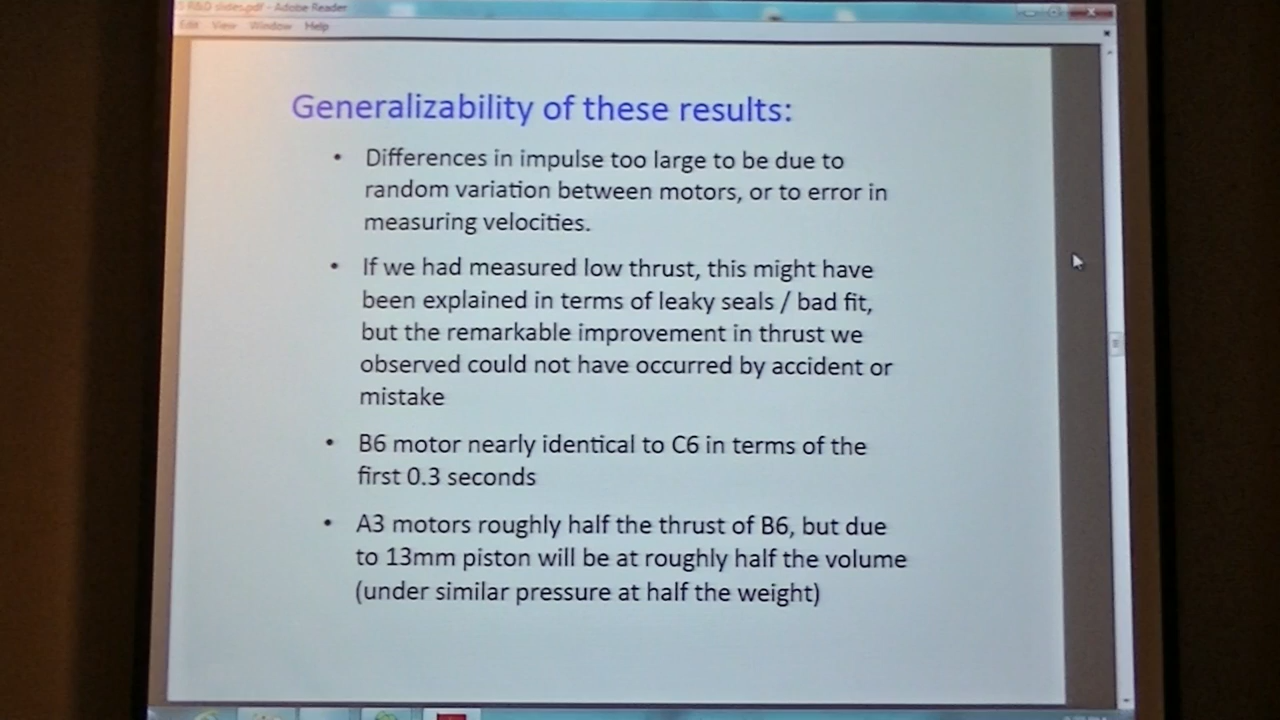 R&D slides.pdf - Adobe Reader
Edit View Window Help
Generalizability of these results:
• Differences in impulse too large to be due to
random variation between motors, or to error in
measuring velocities.
• If we had measured low thrust, this might have
been explained in terms of leaky seals / bad fit,
but the remarkable improvement in thrust we
observed could not have occurred by accident or
mistake
• B6 motor nearly identical to C6 in terms of the
first 0.3 seconds
• A3 motors roughly half the thrust of B6, but due
to 13mm piston will be at roughly half the volume
(under similar pressure at half the weight)